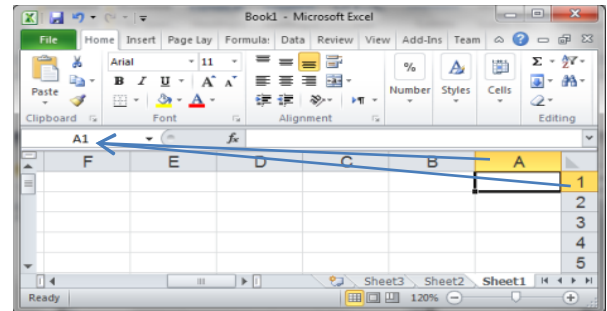 Book1 - Microsoft Excel
File Home Insert Page Lay Formula: Data Review View Add-Ins Team
Arial 11 % Σ
Paste B I U A A Number Styles Cells
A
Clipboard Font Alignment Editing
A1 fx
F E D C B A
1
2
3
4
5
Sheet3 Sheet2 Sheet1
Ready 120%